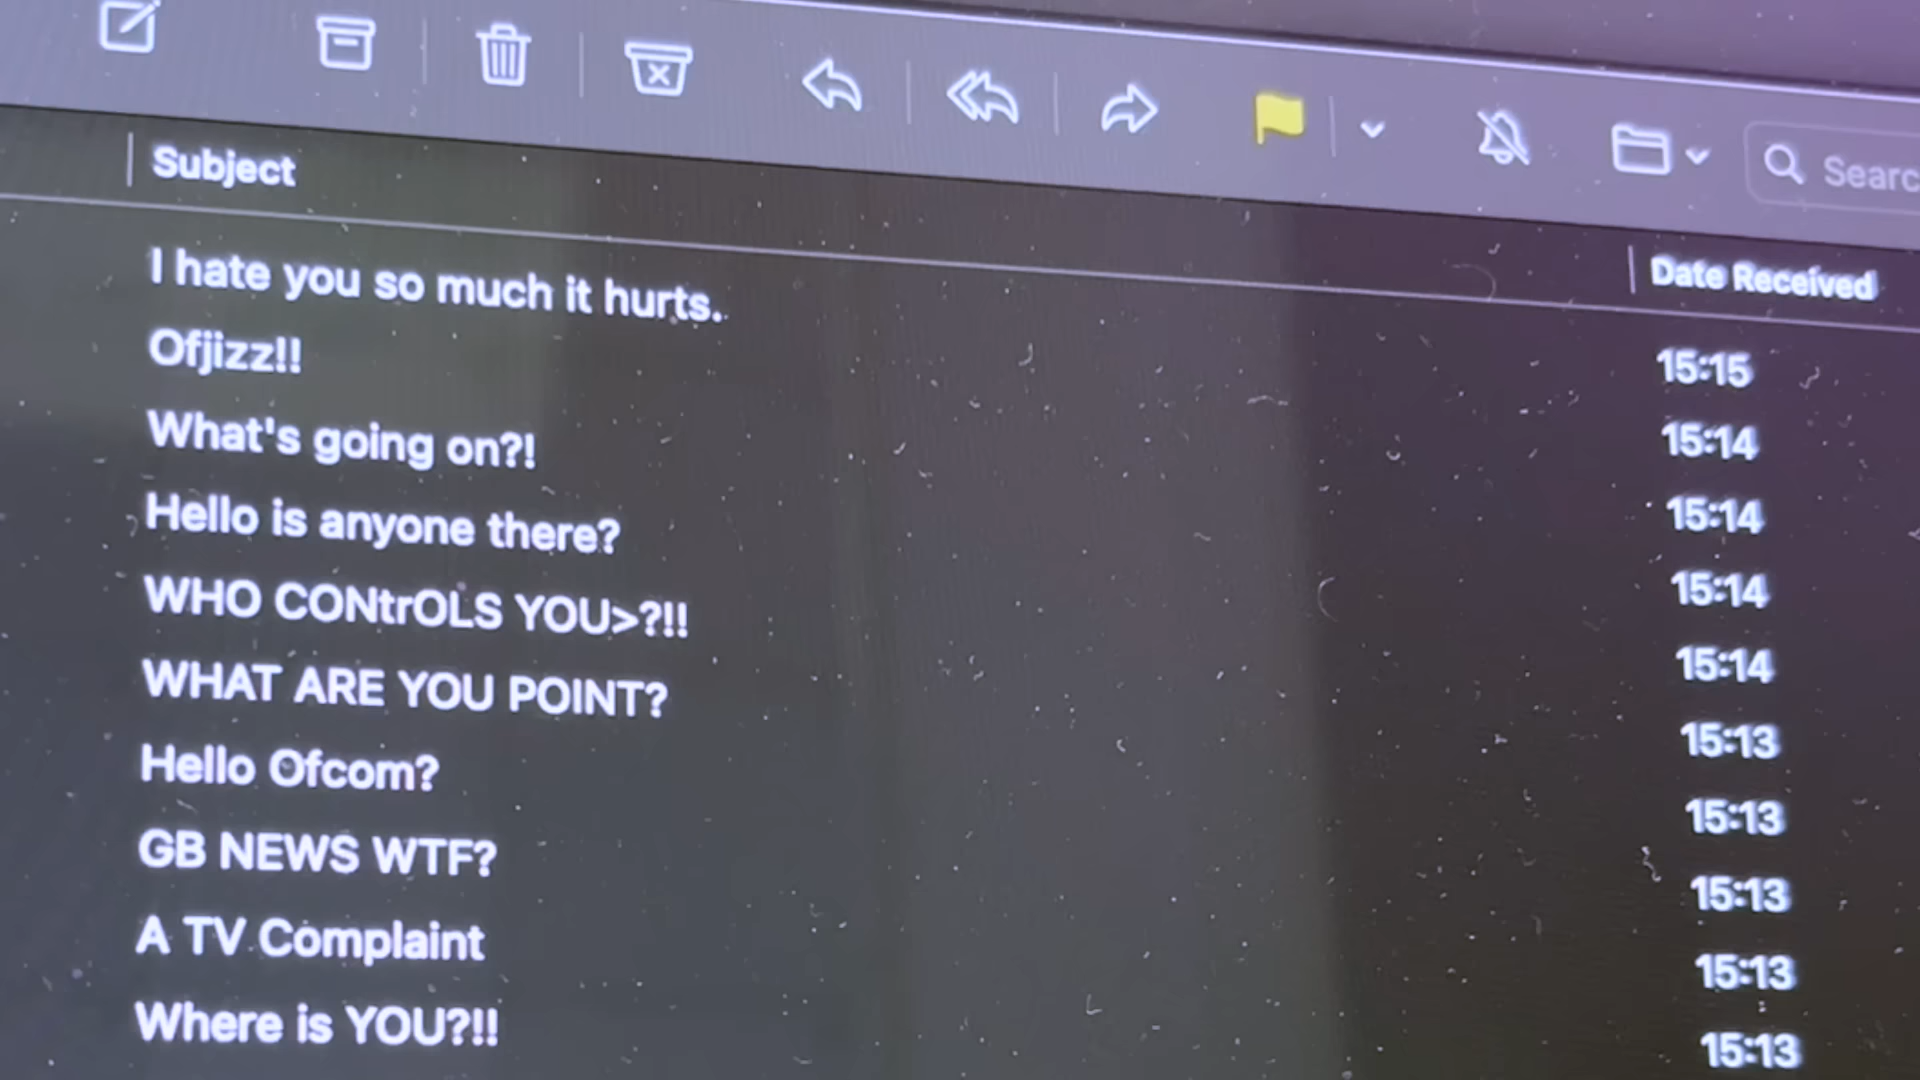 Searc
Subject Date Received
I hate you so much it hurts. 15:15
Ofjizz!! 15:14
What's going on?! 15:14
Hello is anyone there? 15:14
WHO CONtrOLS YOU>?!! 15:14
WHAT ARE YOU POINT? 15:13
Hello Ofcom? 15:13
GB NEWS WTF? 15:13
A TV Complaint 15:13
Where is YOU?!! 15:13